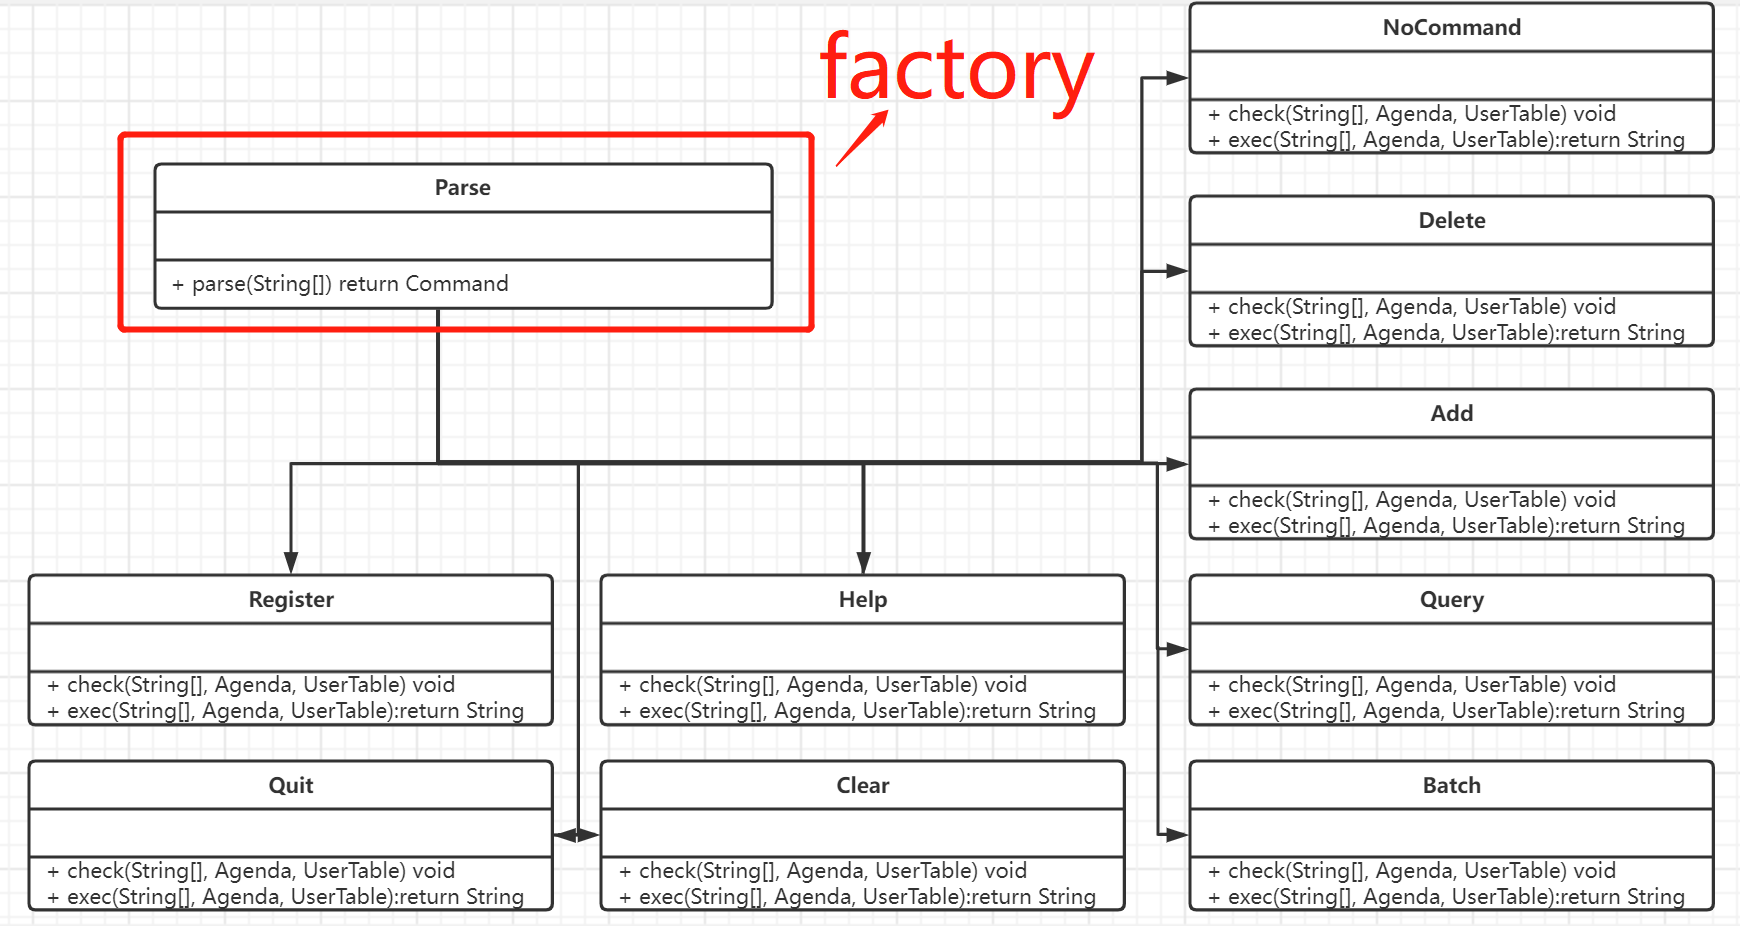 factory
Parse
+ parse(String[]) return Command
NoCommand
+ check(String[], Agenda, UserTable) void
+ exec(String[], Agenda, UserTable):return String
Delete
+ check(String[], Agenda, UserTable) void
+ exec(String[], Agenda, UserTable):return String
Add
+ check(String[], Agenda, UserTable) void
+ exec(String[], Agenda, UserTable):return String
Register
+ check(String[], Agenda, UserTable) void
+ exec(String[], Agenda, UserTable):return String
Help
+ check(String[], Agenda, UserTable) void
+ exec(String[], Agenda, UserTable):return String
Query
+ check(String[], Agenda, UserTable) void
+ exec(String[], Agenda, UserTable):return String
Quit
+ check(String[], Agenda, UserTable) void
+ exec(String[], Agenda, UserTable):return String
Clear
+ check(String[], Agenda, UserTable) void
+ exec(String[], Agenda, UserTable):return String
Batch
+ check(String[], Agenda, UserTable) void
+ exec(String[], Agenda, UserTable):return String